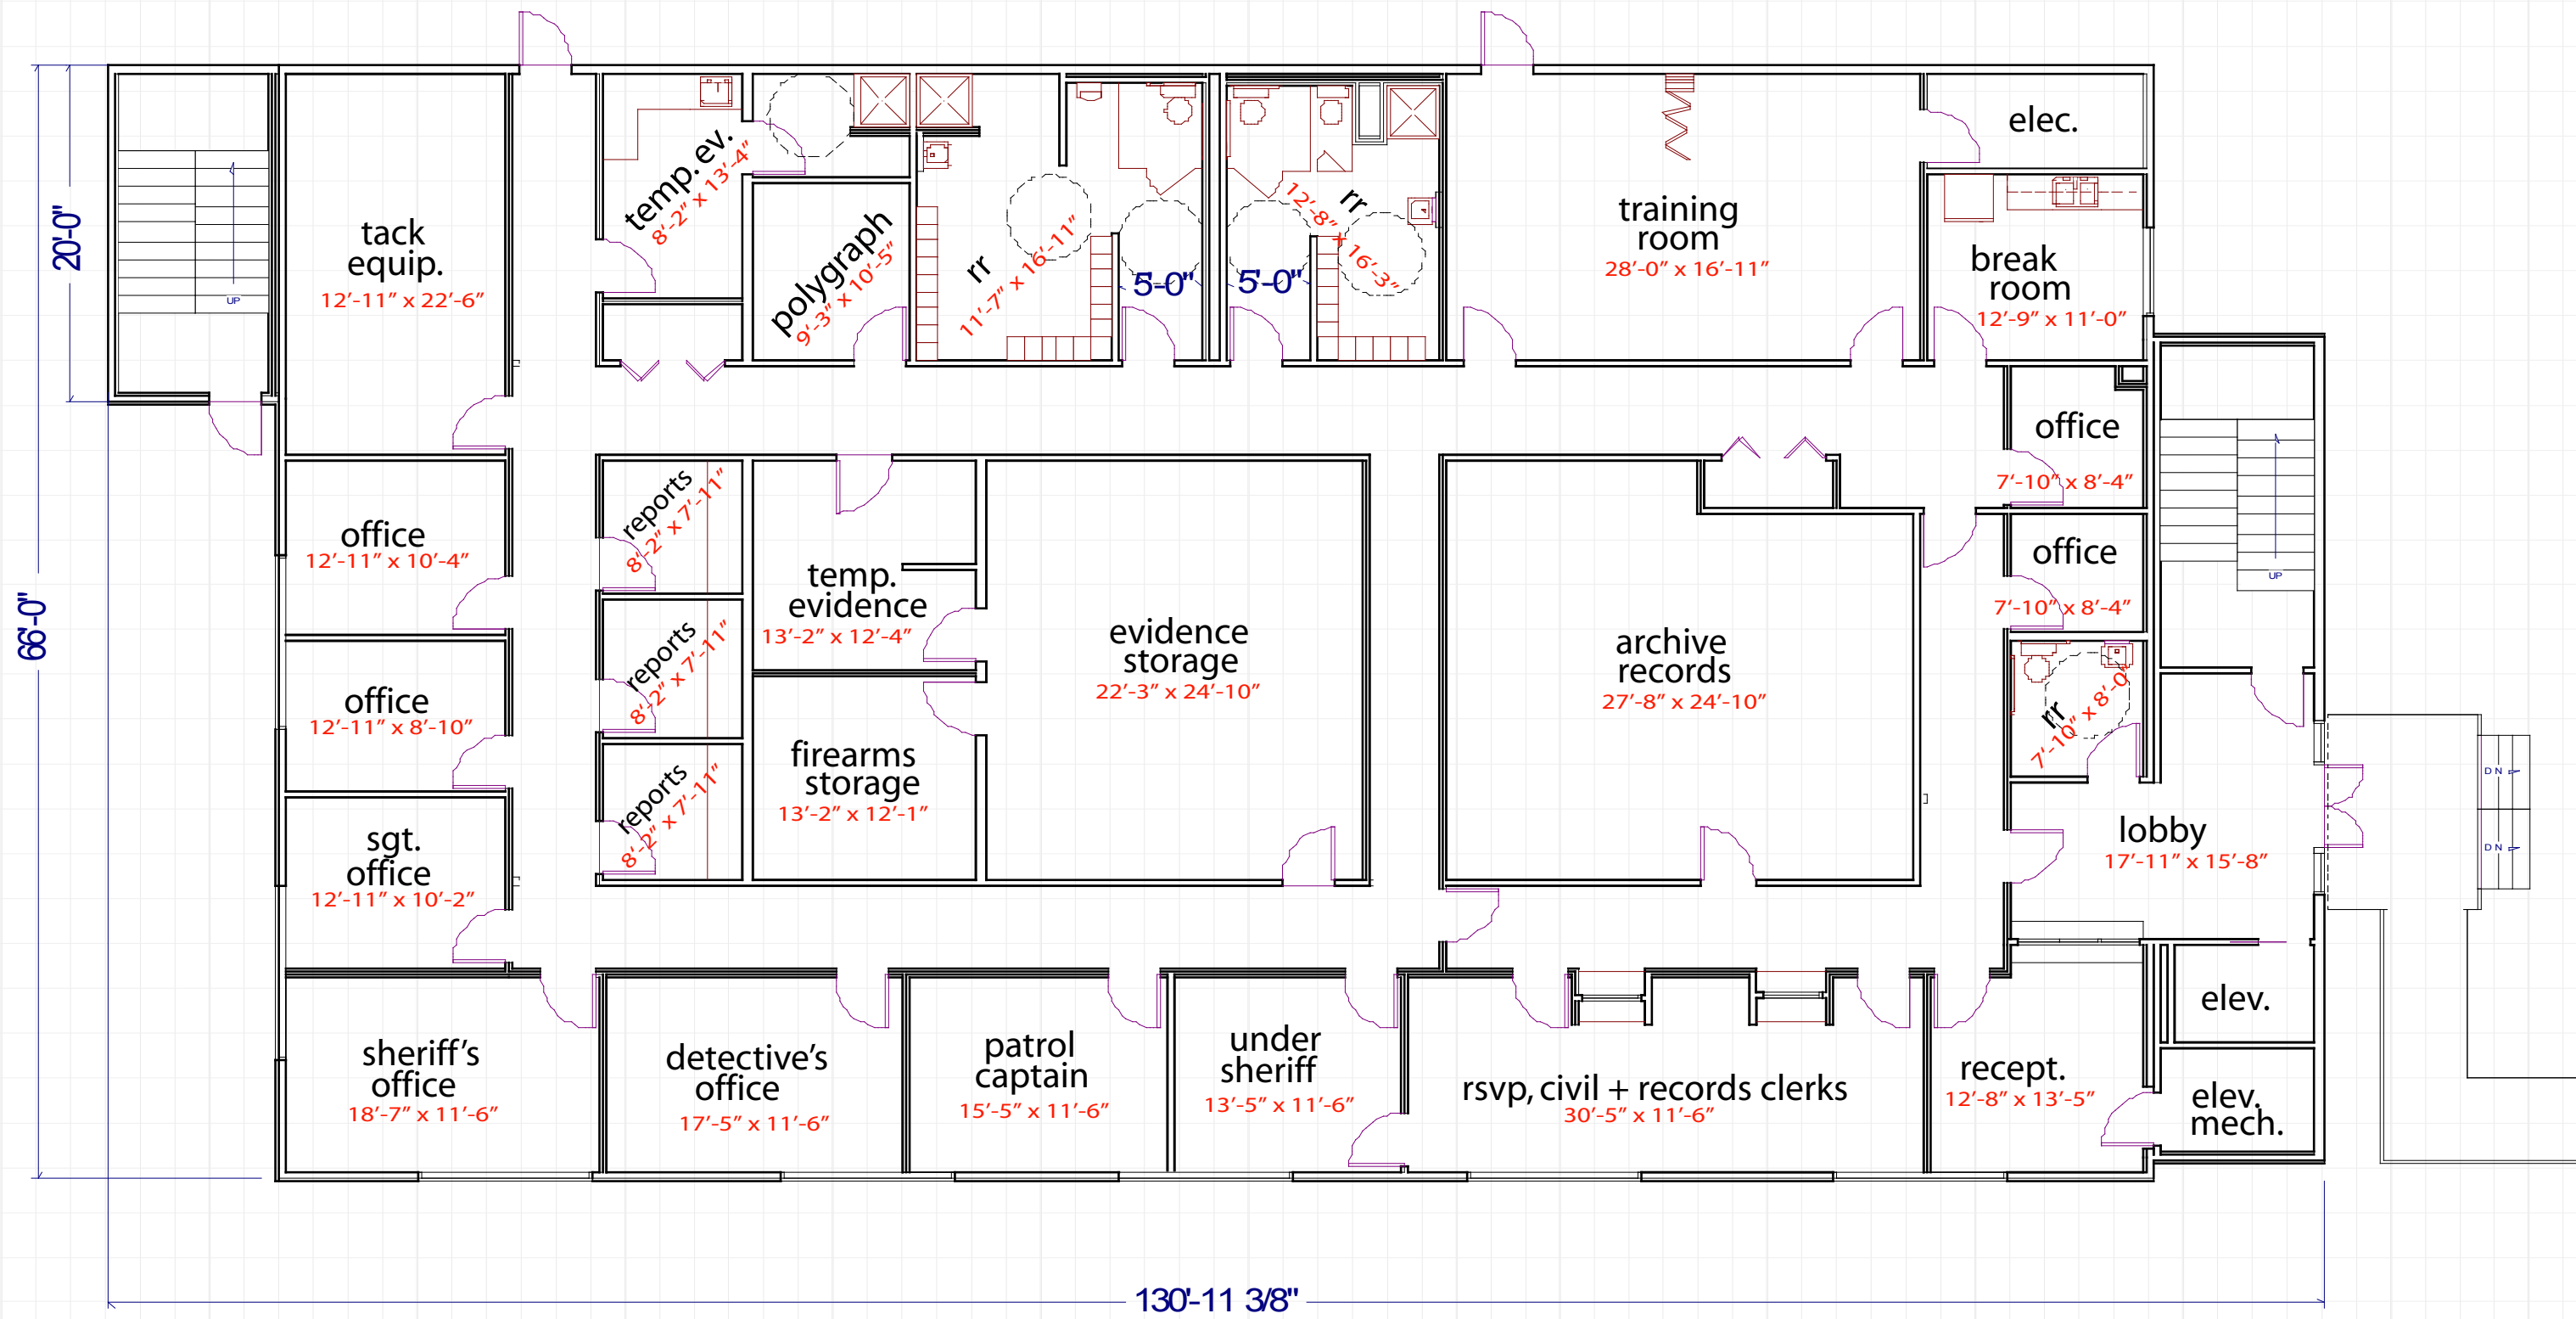 20'-0"
66'-0"
130'-11 3/8"
UP
tack
equip.
12'-11" x 22'-6"
temp. ev.
8'-2" x 13'-4"
polygraph
9'-3" x 10'-5"
rr
11'-7" x 16'-11"
5'-0"
5'-0"
rr
12'-8" x 16'-3"
training
room
28'-0" x 16'-11"
elec.
break
room
12'-9" x 11'-0"
office
7'-10" x 8'-4"
office
7'-10" x 8'-4"
UP
office
12'-11" x 10'-4"
office
12'-11" x 8'-10"
sgt.
office
12'-11" x 10'-2"
reports
8'-2" x 7'-11"
reports
8'-2" x 7'-11"
reports
8'-2" x 7'-11"
temp.
evidence
13'-2" x 12'-4"
firearms
storage
13'-2" x 12'-1"
evidence
storage
22'-3" x 24'-10"
archive
records
27'-8" x 24'-10"
rr
7'-10" x 8'-0"
lobby
17'-11" x 15'-8"
DN
DN
sheriff's
office
18'-7" x 11'-6"
detective's
office
17'-5" x 11'-6"
patrol
captain
15'-5" x 11'-6"
under
sheriff
13'-5" x 11'-6"
rsvp, civil + records clerks
30'-5" x 11'-6"
recept.
12'-8" x 13'-5"
elev.
elev.
mech.